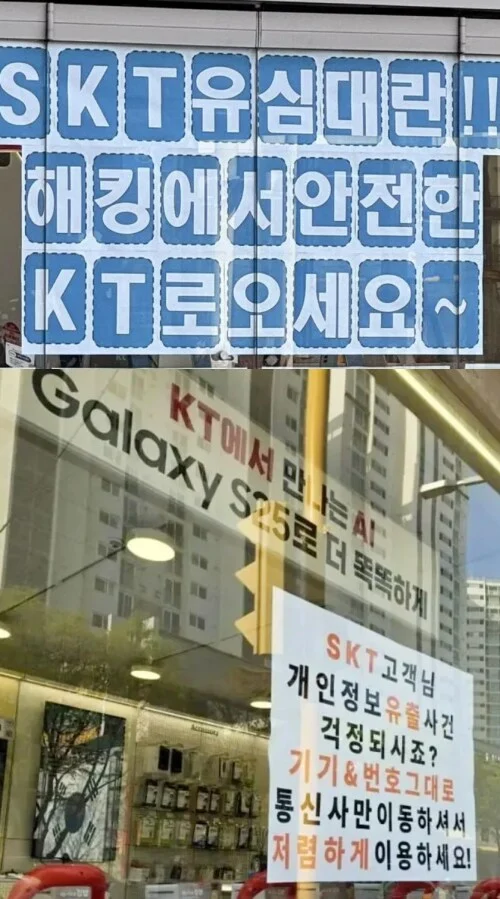 SKT유심대란!!
해킹에서안전한
KT로오세요~
KT에서 만나는 AI
Galaxy S25로 더 똑똑하게
SKT고객님
개인정보유출사건
걱정되시죠?
기기&번호그대로
통신사만이동하셔서
저렴하게이용하세요!
Accessory